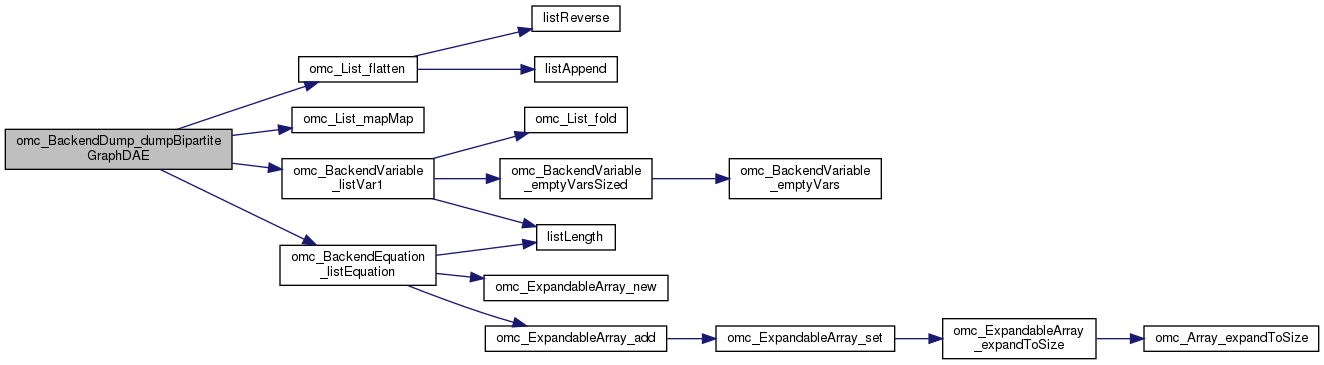 listReverse
omc_List_flatten
listAppend
omc_List_mapMap
omc_List_fold
omc_BackendDump_dumpBipartite
GraphDAE
omc_BackendVariable
_listVar1
omc_BackendVariable
_emptyVarsSized
omc_BackendVariable
_emptyVars
listLength
omc_BackendEquation
_listEquation
omc_ExpandableArray_new
omc_ExpandableArray_add
omc_ExpandableArray_set
omc_ExpandableArray
_expandToSize
omc_Array_expandToSize